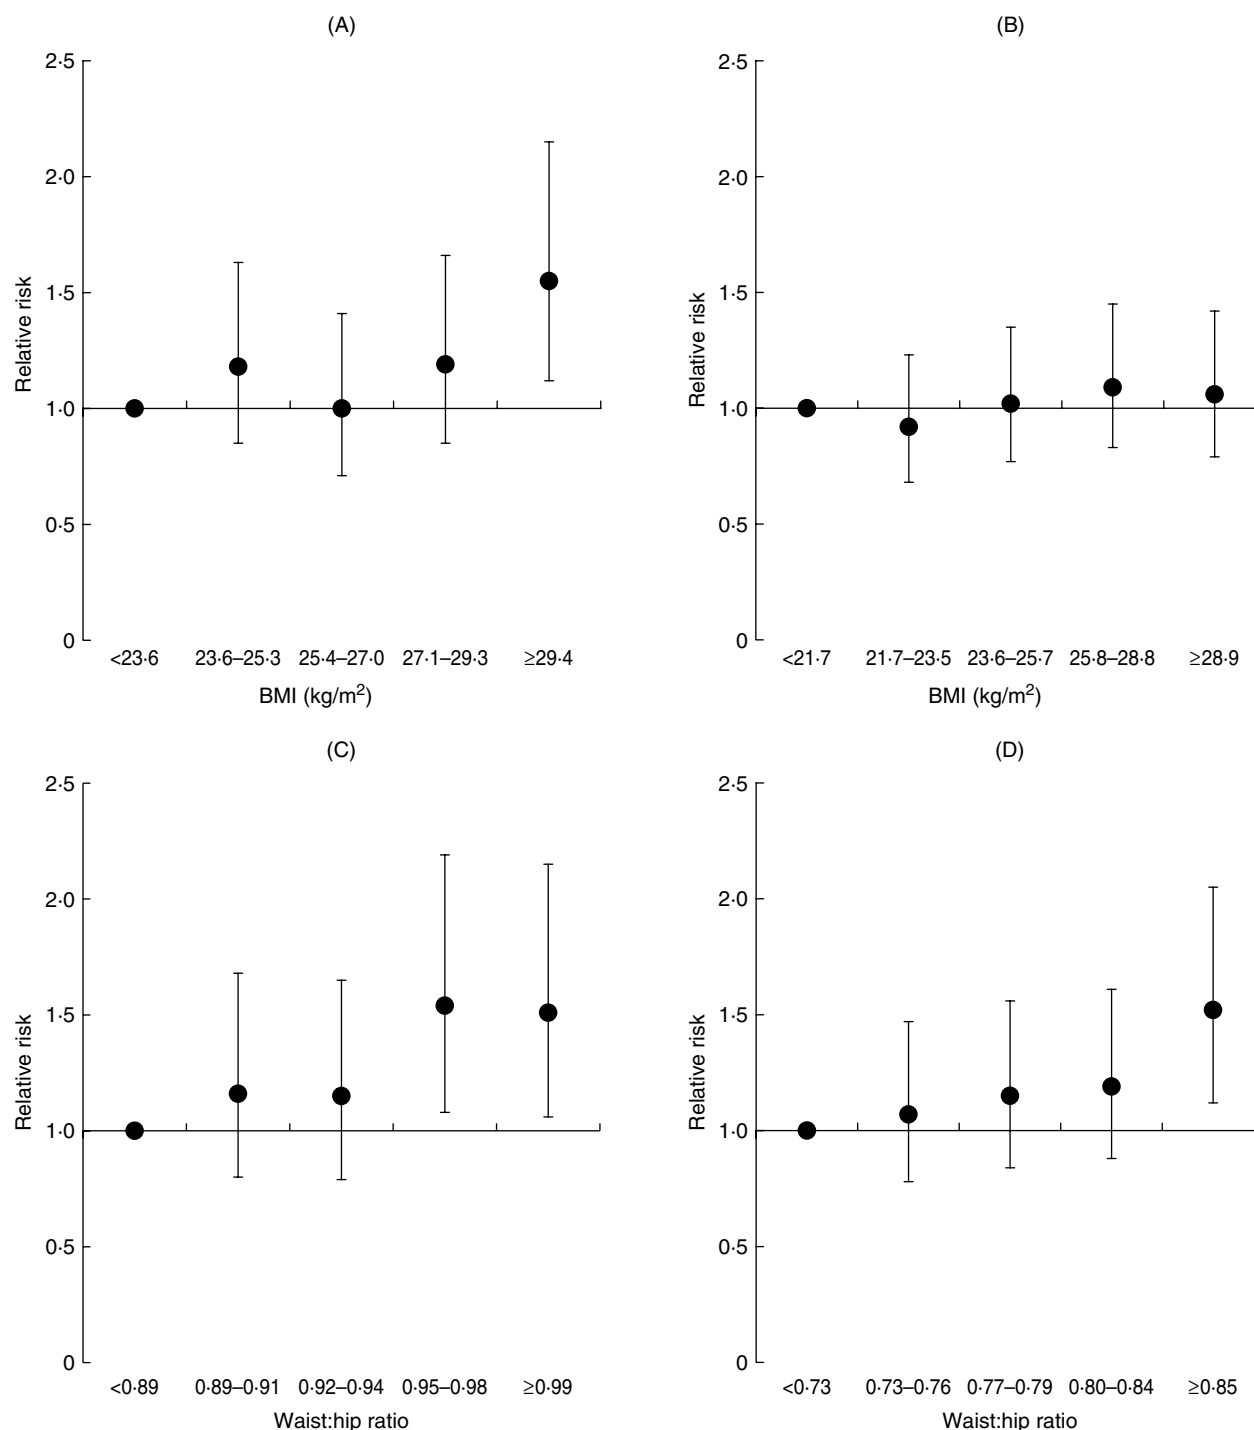 (A)
2·5
2·0
1·5
1·0
0·5
0
Relative risk
<23·6 23·6–25·3 25·4–27·0 27·1–29·3 ≥29·4
BMI (kg/m²)
(B)
2·5
2·0
1·5
1·0
0·5
0
Relative risk
<21·7 21·7–23·5 23·6–25·7 25·8–28·8 ≥28·9
BMI (kg/m²)
(C)
2·5
2·0
1·5
1·0
0·5
0
Relative risk
<0·89 0·89–0·91 0·92–0·94 0·95–0·98 ≥0·99
Waist:hip ratio
(D)
2·5
2·0
1·5
1·0
0·5
0
Relative risk
<0·73 0·73–0·76 0·77–0·79 0·80–0·84 ≥0·85
Waist:hip ratio